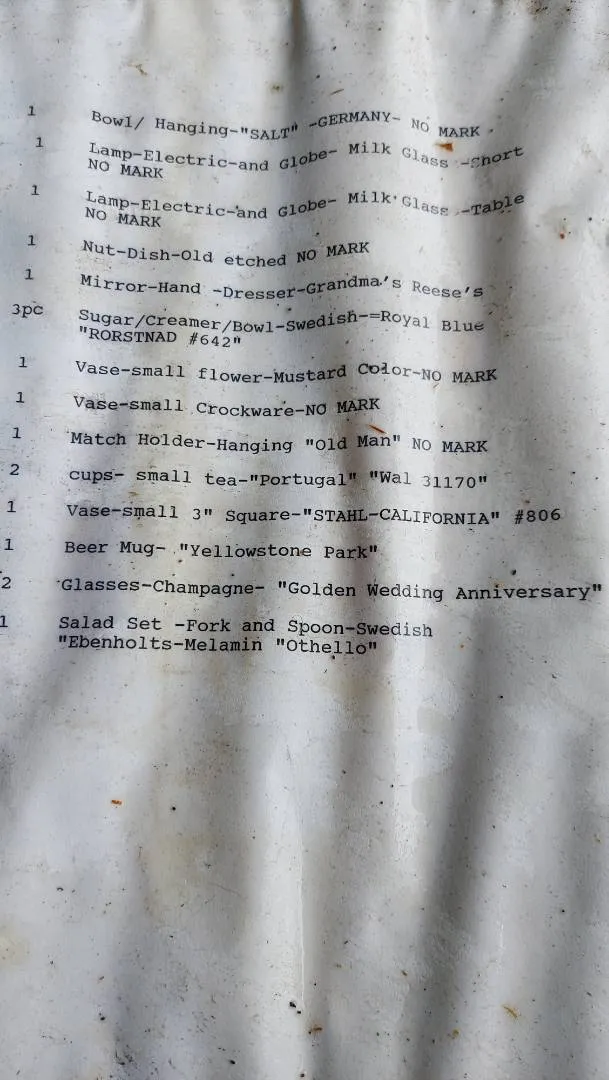 1 Bowl/ Hanging-"SALT" -GERMANY- NO MARK
1 Lamp-Electric-and Globe- Milk Glass -Short
NO MARK
1 Lamp-Electric-and Globe- Milk Glass -Table
NO MARK
1 Nut-Dish-Old etched NO MARK
1 Mirror-Hand -Dresser-Grandma's Reese's
3pc Sugar/Creamer/Bowl-Swedish-=Royal Blue
"RORSTNAD #642"
1 Vase-small flower-Mustard Color-NO MARK
1 Vase-small Crockware-NO MARK
1 Match Holder-Hanging "Old Man" NO MARK
2 cups- small tea-"Portugal" "Wal 31170"
1 Vase-small 3" Square-"STAHL-CALIFORNIA" #806
1 Beer Mug- "Yellowstone Park"
2 Glasses-Champagne- "Golden Wedding Anniversary"
1 Salad Set -Fork and Spoon-Swedish
"Ebenholts-Melamin "Othello"